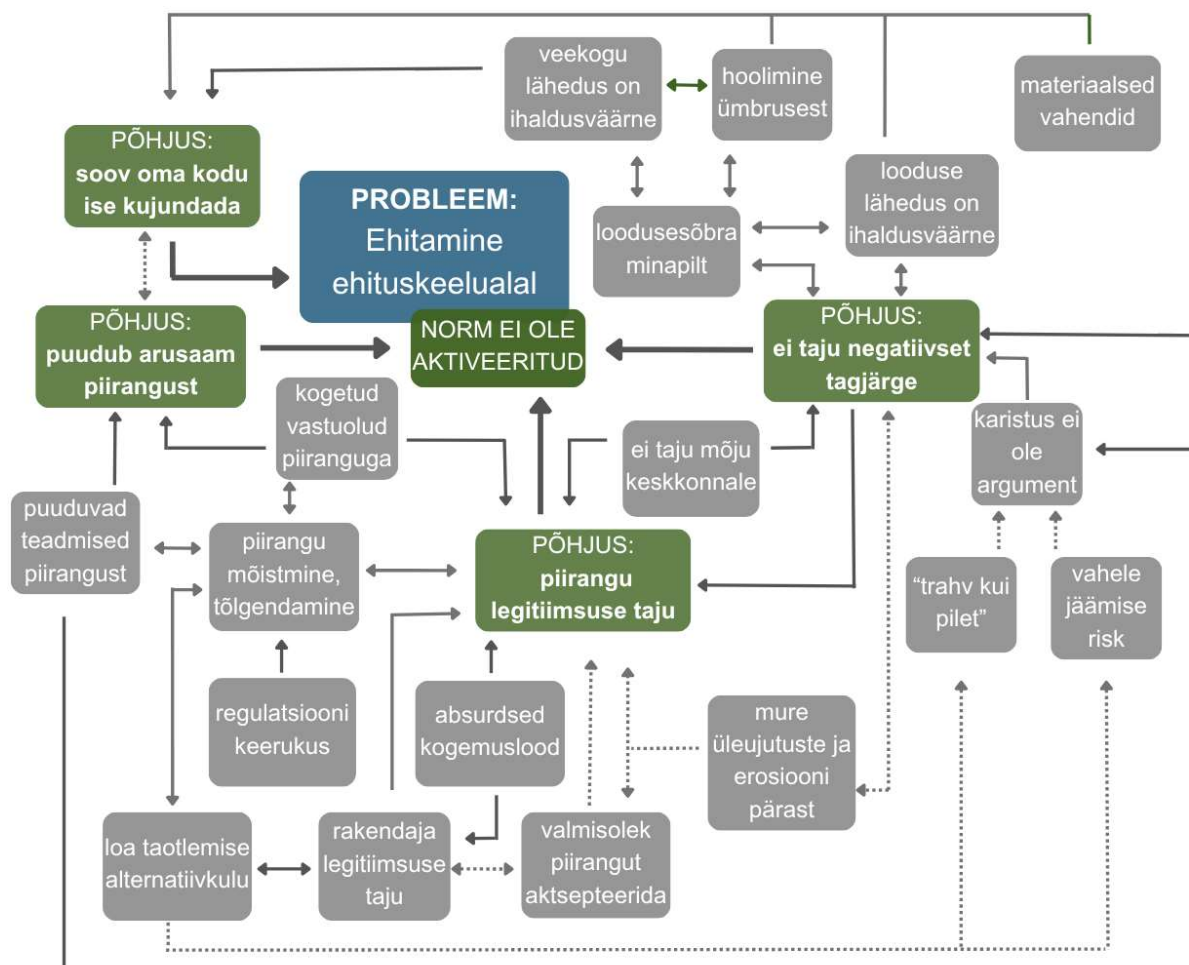 veekogu
lähedus on
ihaldusväärne
hoolimine
ümbrusest
materiaalsed
vahendid
PÕHJUS:
soov oma kodu
ise kujundada
PROBLEEM:
Ehitamine
ehituskeelualal
loodusesõbra
minapilt
looduse
lähedus on
ihaldusväärne
PÕHJUS:
puudub arusaam
piirangust
NORM EI OLE
AKTIVEERITUD
PÕHJUS:
ei taju negatiivset
tagjärge
kogetud
vastuolud
piiranguga
ei taju mõju
keskkonnale
karistus ei
ole
argument
puuduvad
teadmised
piirangust
piirangu
mõistmine,
tõlgendamine
PÕHJUS:
piirangu
legitiimsuse taju
“trahv kui
pilet”
vahele
jäämise
risk
regulatsiooni
keerukus
absurdsed
kogemuslood
mure
üleujutuste ja
erosiooni
pärast
loa taotlemise
alternatiivkulu
rakendaja
legitiimsuse
taju
valmisolek
piirangut
aktsepteerida